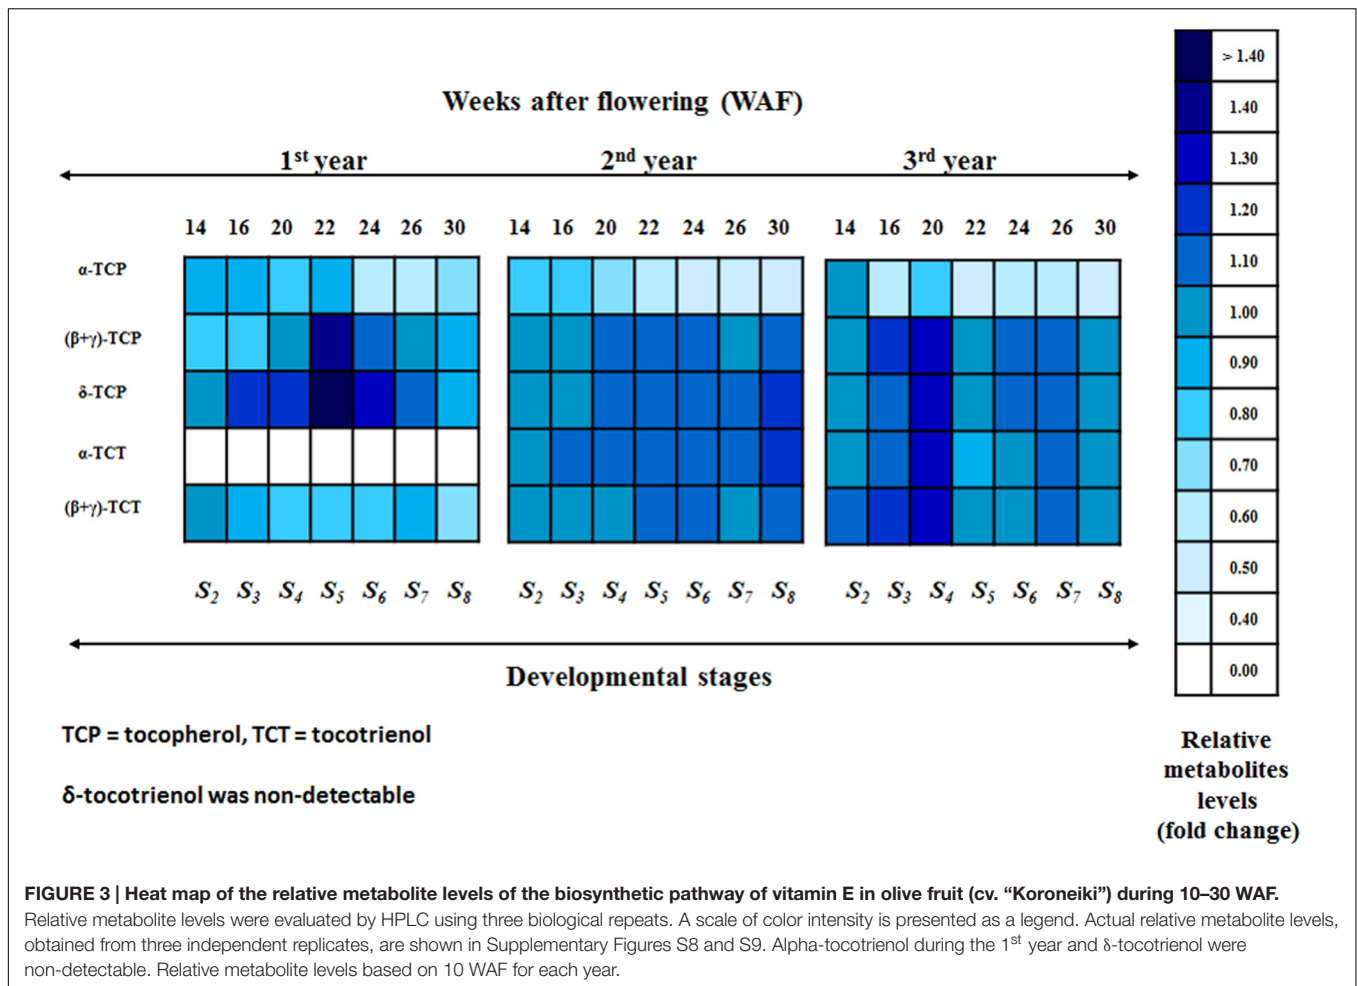 Weeks after flowering (WAF)
1st year 2nd year 3rd year
14 16 20 22 24 26 30 14 16 20 22 24 26 30 14 16 20 22 24 26 30
α-TCP
(β+γ)-TCP
δ-TCP
α-TCT
(β+γ)-TCT
S2 S3 S4 S5 S6 S7 S8 S2 S3 S4 S5 S6 S7 S8 S2 S3 S4 S5 S6 S7 S8
Developmental stages
TCP = tocopherol, TCT = tocotrienol
δ-tocotrienol was non-detectable
> 1.40
1.40
1.30
1.20
1.10
1.00
0.90
0.80
0.70
0.60
0.50
0.40
0.00
Relative
metabolites
levels
(fold change)
FIGURE 3 | Heat map of the relative metabolite levels of the biosynthetic pathway of vitamin E in olive fruit (cv. “Koroneiki”) during 10–30 WAF.
Relative metabolite levels were evaluated by HPLC using three biological repeats. A scale of color intensity is presented as a legend. Actual relative metabolite levels,
obtained from three independent replicates, are shown in Supplementary Figures S8 and S9. Alpha-tocotrienol during the 1st year and δ-tocotrienol were
non-detectable. Relative metabolite levels based on 10 WAF for each year.